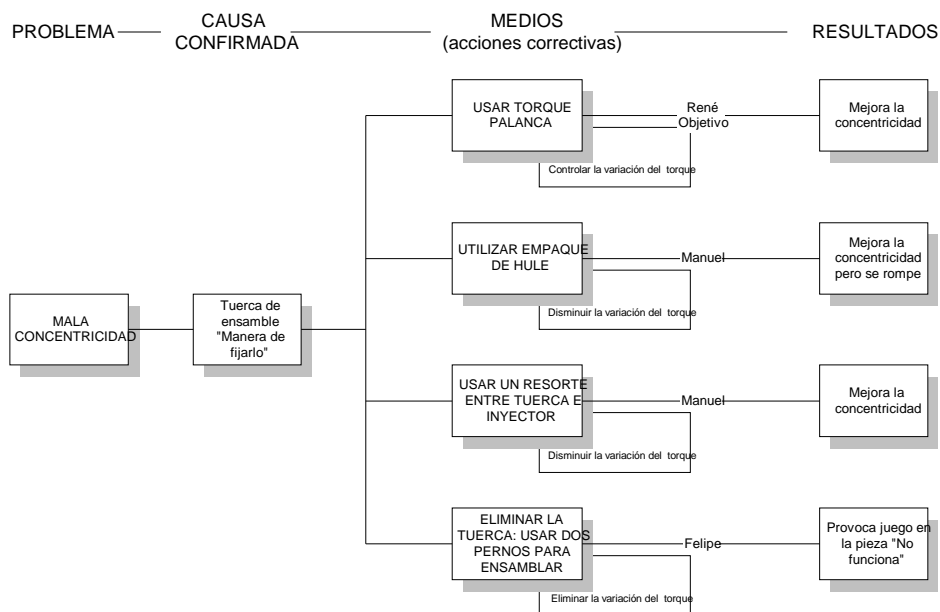 PROBLEMA
CAUSA
CONFIRMADA
MEDIOS
(acciones correctivas)
RESULTADOS
USAR TORQUE
PALANCA
René
Objetivo
Controlar la variación del torque
Mejora la
concentricidad
UTILIZAR EMPAQUE
DE HULE
Manuel
Disminuir la variación del torque
Mejora la
concentricidad
pero se rompe
MALA
CONCENTRICIDAD
Tuerca de
ensamble
"Manera de
fijarlo"
USAR UN RESORTE
ENTRE TUERCA E
INYECTOR
Manuel
Disminuir la variación del torque
Mejora la
concentricidad
ELIMINAR LA
TUERCA: USAR DOS
PERNOS PARA
ENSAMBLAR
Felipe
Eliminar la variación del torque
Provoca juego en
la pieza "No
funciona"